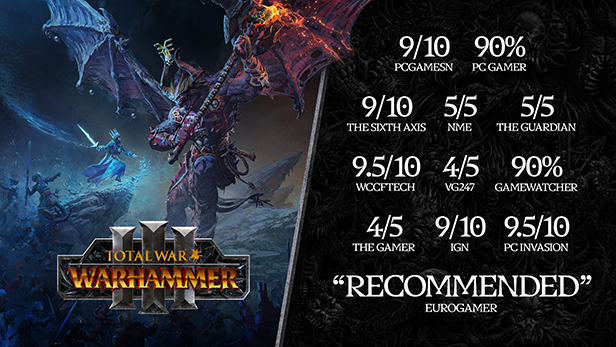 TOTAL WAR
WARHAMMER
III
9/10 90%
PCGAMESN PC GAMER
9/10 5/5 5/5
THE SIXTH AXIS NME THE GUARDIAN
9.5/10 4/5 90%
WCCFTECH VG247 GAMEWATCHER
4/5 9/10 9.5/10
THE GAMER IGN PC INVASION
“RECOMMENDED”
EUROGAMER